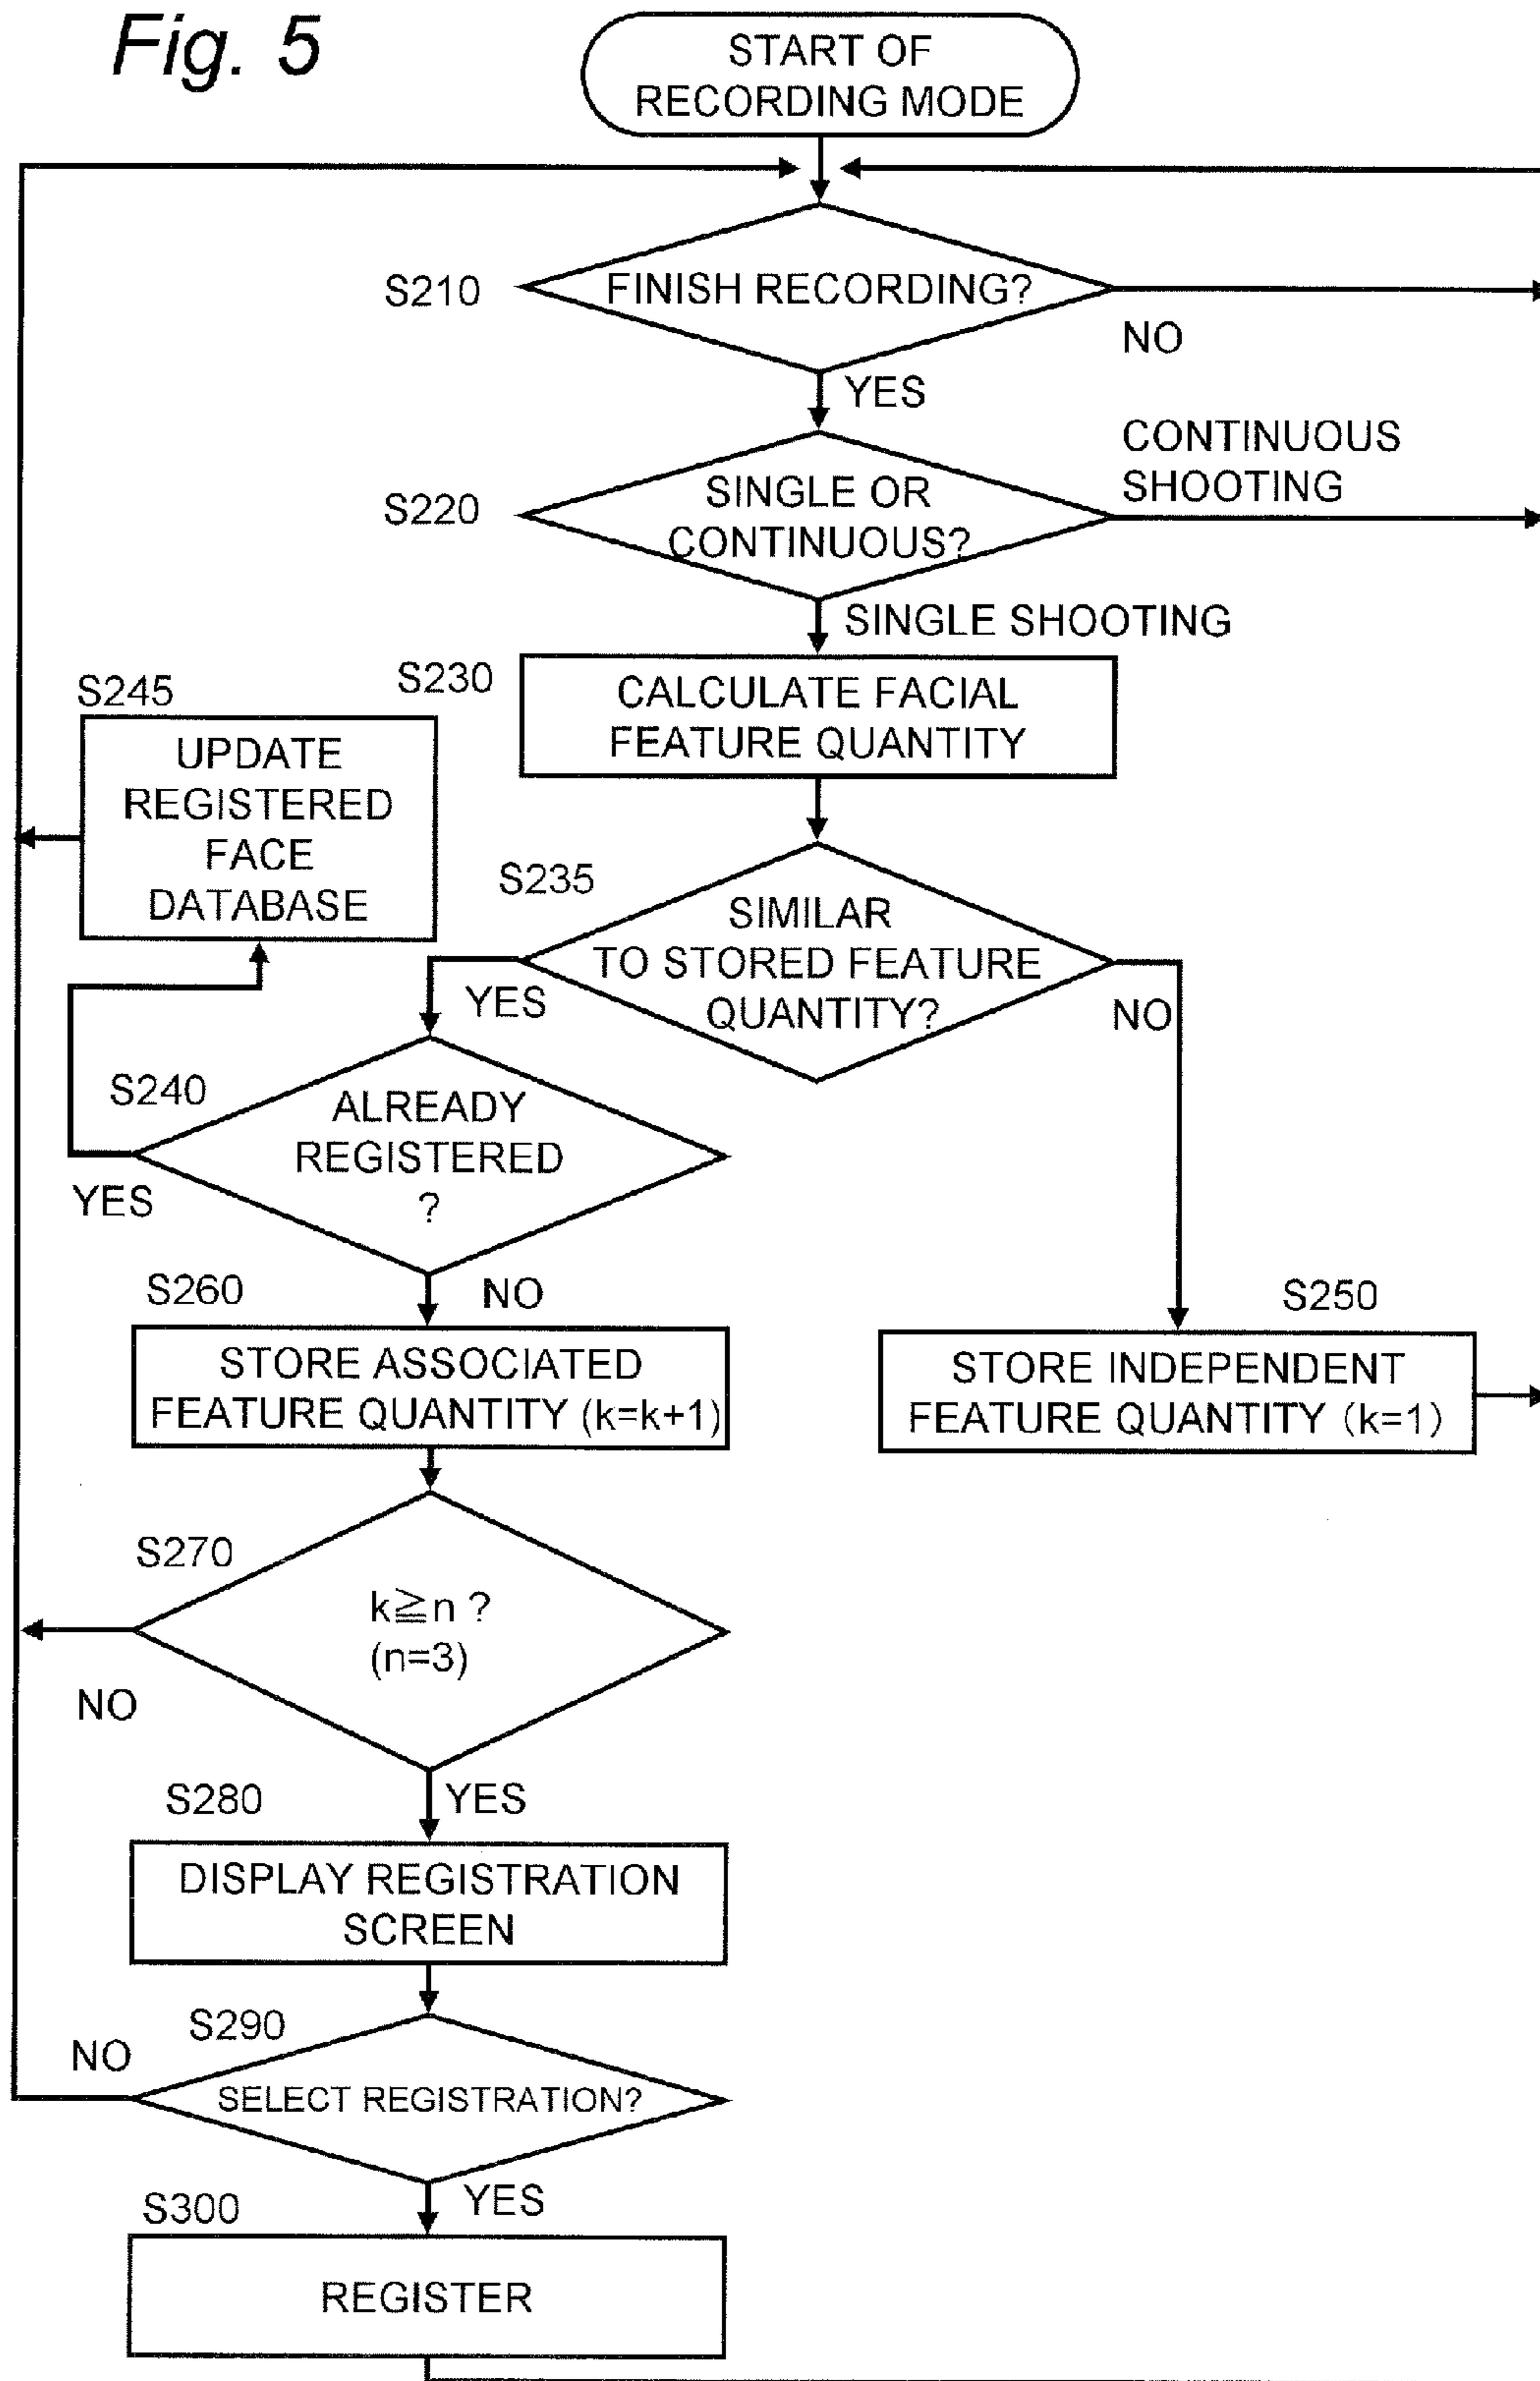 Fig. 5
START OF
RECORDING MODE
S210
FINISH RECORDING?
NO
YES
CONTINUOUS
SHOOTING
S220
SINGLE OR
CONTINUOUS?
SINGLE SHOOTING
S230
CALCULATE FACIAL
FEATURE QUANTITY
S245
UPDATE
REGISTERED
FACE
DATABASE
S235
SIMILAR
TO STORED FEATURE
QUANTITY?
YES
NO
S240
ALREADY
REGISTERED
?
YES
NO
S260
STORE ASSOCIATED
FEATURE QUANTITY (k=k+1)
S250
STORE INDEPENDENT
FEATURE QUANTITY (k=1)
S270
k≧n ?
(n=3)
NO
YES
S280
DISPLAY REGISTRATION
SCREEN
S290
NO
SELECT REGISTRATION?
YES
S300
REGISTER